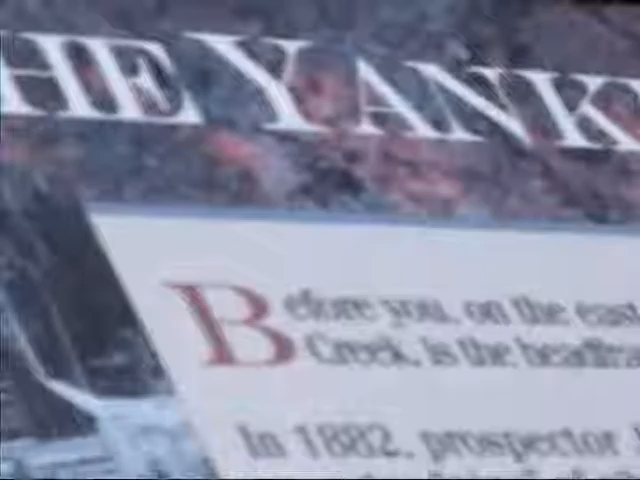 HE YANK
Before you, on the east
Creek, is the headfra
In 1882, prospector